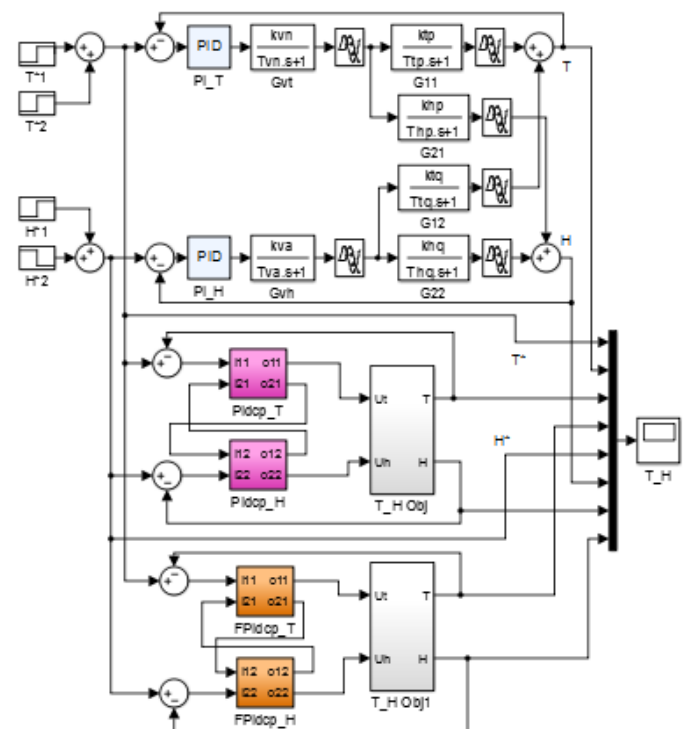 T^1
T^2
PID
PI_T
kvn
Tvn.s+1
Gvt
ktp
Ttp.s+1
G11
T
khp
Thp.s+1
G21
ktq
Ttq.s+1
G12
H^1
H^2
PID
PI_H
kva
Tva.s+1
Gvh
khq
Thq.s+1
G22
H
T^
I11 o11
I21 o21
PIdcp_T
I12 o12
I22 o22
PIdcp_H
Ut T
Uh H
T_H Obj
H^
T_H
I11 o11
I21 o21
FPIdcp_T
I12 o12
I22 o22
FPIdcp_H
Ut T
Uh H
T_H Obj1